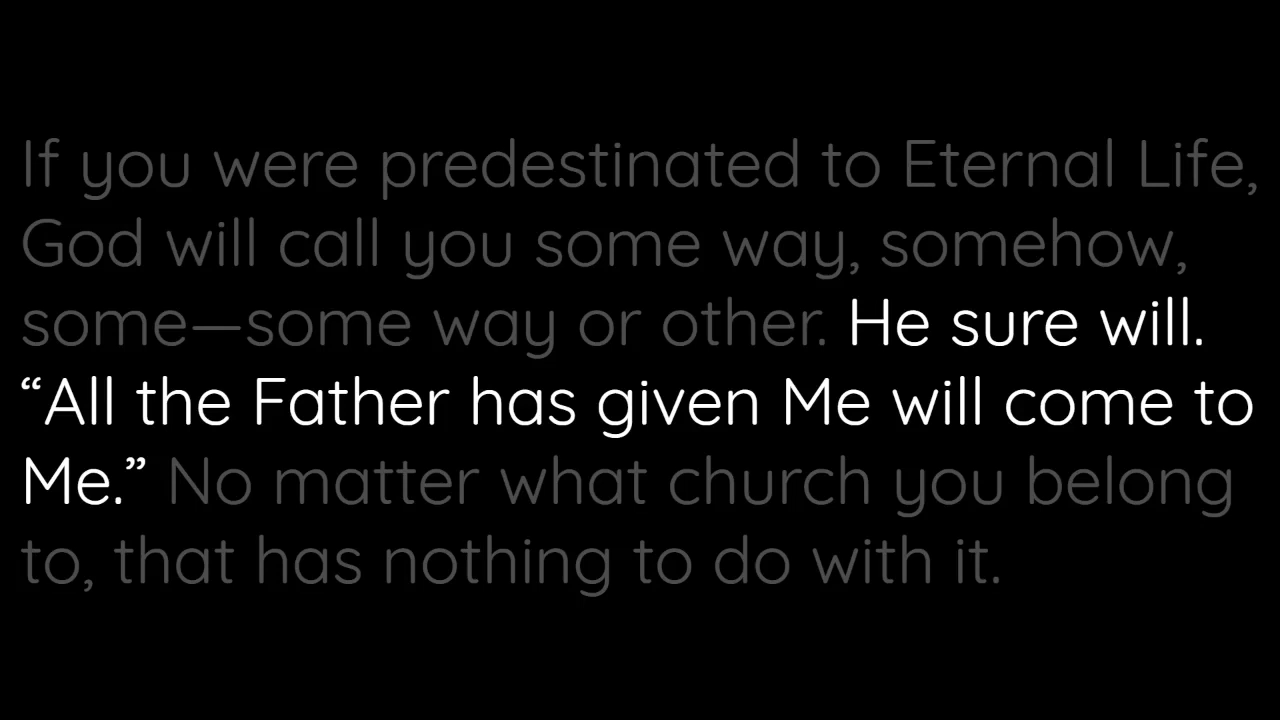 If you were predestinated to Eternal Life,
God will call you some way, somehow,
some—some way or other. He sure will.
“All the Father has given Me will come to
Me.” No matter what church you belong
to, that has nothing to do with it.